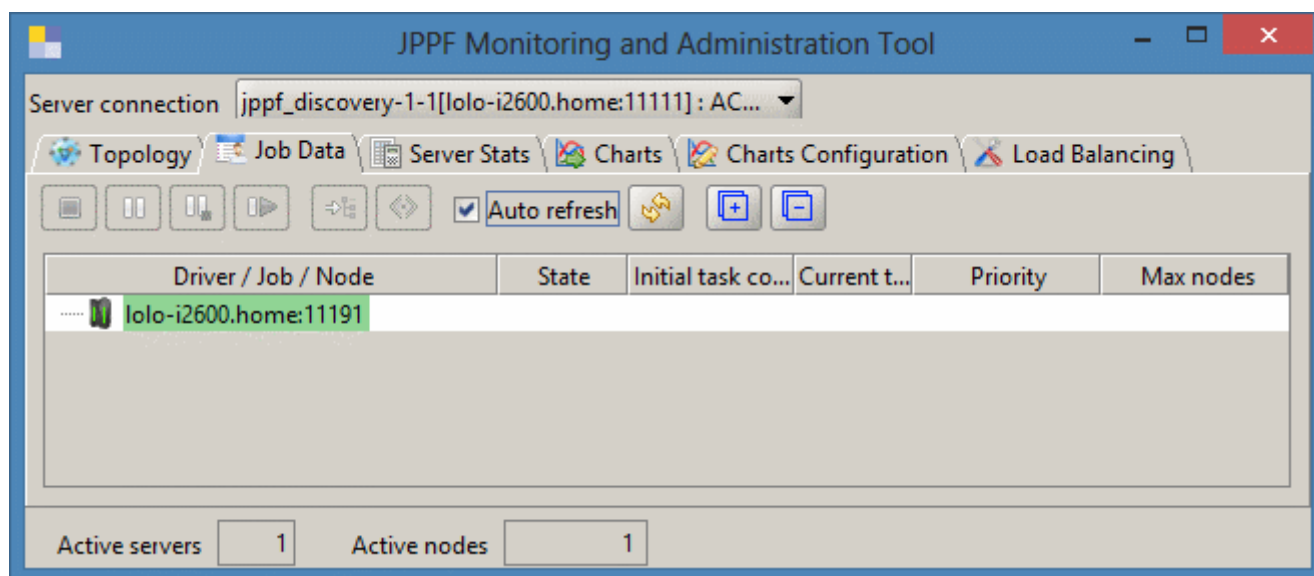 JPPF Monitoring and Administration Tool
Server connection jppf_discovery-1-1[lolo-i2600.home:11111] : AC...
Topology Job Data Server Stats Charts Charts Configuration Load Balancing
Auto refresh
Driver / Job / Node State Initial task co... Current t... Priority Max nodes
lolo-i2600.home:11191
Active servers 1 Active nodes 1